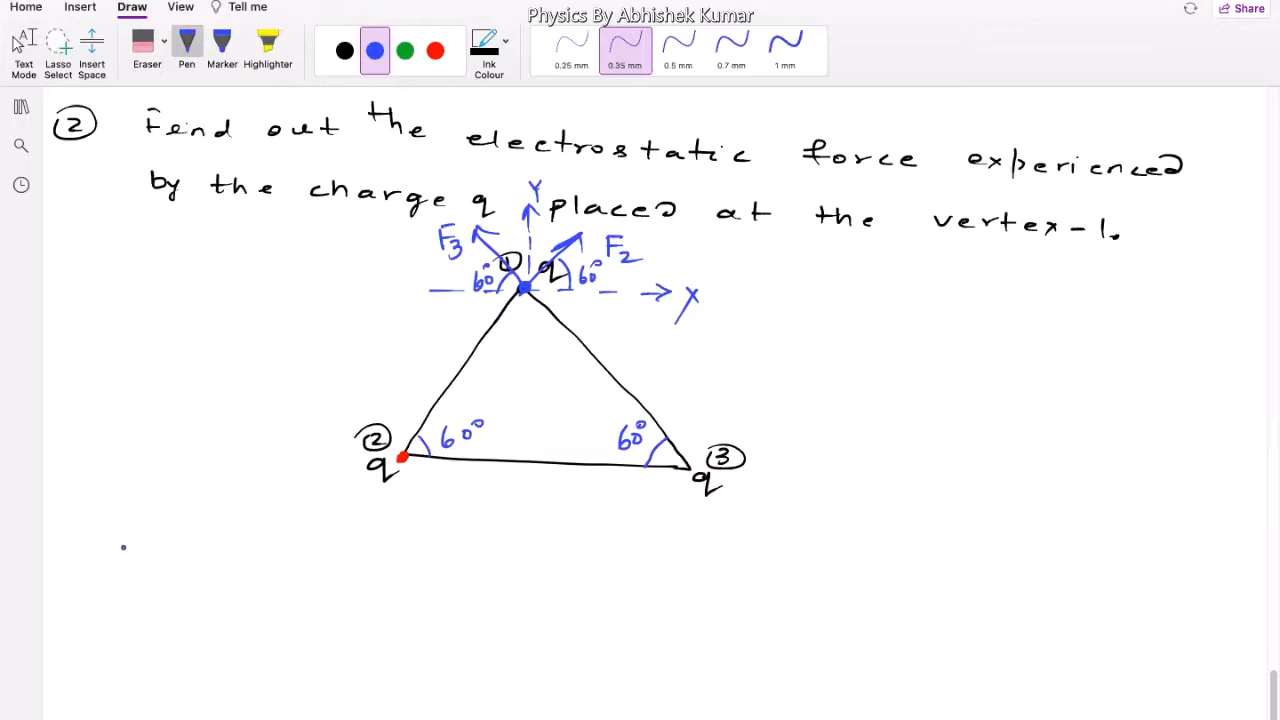 Home Insert Draw View Tell me
Physics By Abhishek Kumar
Share
Text Mode
Lasso Select
Insert Space
Eraser
Pen
Marker
Highlighter
Ink Colour
0.25 mm
0.35 mm
0.5 mm
0.7 mm
1 mm
② Find out the electrostatic force experienced
by the charge q placed at the vertex-1.
Y
F3 F2
① q
60° 60°
→ X
② 60° 60° ③
q q